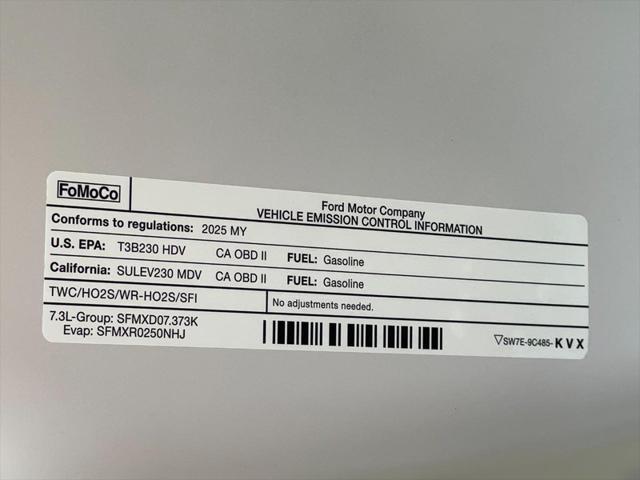 FoMoCo
Ford Motor Company
VEHICLE EMISSION CONTROL INFORMATION
Conforms to regulations: 2025 MY
U.S. EPA: T3B230 HDV CA OBD II FUEL: Gasoline
California: SULEV230 MDV CA OBD II FUEL: Gasoline
TWC/HO2S/WR-HO2S/SFI No adjustments needed.
7.3L-Group: SFMXD07.373K
Evap: SFMXR0250NHJ
▽SW7E-9C485-KVX